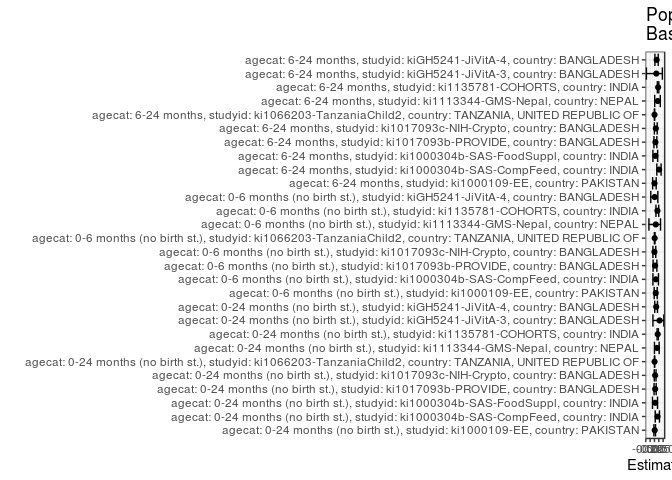 Pop
Bas
agecat: 6-24 months, studyid: kiGH5241-JiVitA-4, country: BANGLADESH
agecat: 6-24 months, studyid: kiGH5241-JiVitA-3, country: BANGLADESH
agecat: 6-24 months, studyid: ki1135781-COHORTS, country: INDIA
agecat: 6-24 months, studyid: ki1113344-GMS-Nepal, country: NEPAL
agecat: 6-24 months, studyid: ki1066203-TanzaniaChild2, country: TANZANIA, UNITED REPUBLIC OF
agecat: 6-24 months, studyid: ki1017093c-NIH-Crypto, country: BANGLADESH
agecat: 6-24 months, studyid: ki1017093b-PROVIDE, country: BANGLADESH
agecat: 6-24 months, studyid: ki1000304b-SAS-FoodSuppl, country: INDIA
agecat: 6-24 months, studyid: ki1000304b-SAS-CompFeed, country: INDIA
agecat: 6-24 months, studyid: ki1000109-EE, country: PAKISTAN
agecat: 0-6 months (no birth st.), studyid: kiGH5241-JiVitA-4, country: BANGLADESH
agecat: 0-6 months (no birth st.), studyid: ki1135781-COHORTS, country: INDIA
agecat: 0-6 months (no birth st.), studyid: ki1113344-GMS-Nepal, country: NEPAL
agecat: 0-6 months (no birth st.), studyid: ki1066203-TanzaniaChild2, country: TANZANIA, UNITED REPUBLIC OF
agecat: 0-6 months (no birth st.), studyid: ki1017093c-NIH-Crypto, country: BANGLADESH
agecat: 0-6 months (no birth st.), studyid: ki1017093b-PROVIDE, country: BANGLADESH
agecat: 0-6 months (no birth st.), studyid: ki1000304b-SAS-CompFeed, country: INDIA
agecat: 0-6 months (no birth st.), studyid: ki1000109-EE, country: PAKISTAN
agecat: 0-24 months (no birth st.), studyid: kiGH5241-JiVitA-4, country: BANGLADESH
agecat: 0-24 months (no birth st.), studyid: kiGH5241-JiVitA-3, country: BANGLADESH
agecat: 0-24 months (no birth st.), studyid: ki1135781-COHORTS, country: INDIA
agecat: 0-24 months (no birth st.), studyid: ki1113344-GMS-Nepal, country: NEPAL
agecat: 0-24 months (no birth st.), studyid: ki1066203-TanzaniaChild2, country: TANZANIA, UNITED REPUBLIC OF
agecat: 0-24 months (no birth st.), studyid: ki1017093c-NIH-Crypto, country: BANGLADESH
agecat: 0-24 months (no birth st.), studyid: ki1017093b-PROVIDE, country: BANGLADESH
agecat: 0-24 months (no birth st.), studyid: ki1000304b-SAS-FoodSuppl, country: INDIA
agecat: 0-24 months (no birth st.), studyid: ki1000304b-SAS-CompFeed, country: INDIA
agecat: 0-24 months (no birth st.), studyid: ki1000109-EE, country: PAKISTAN
Estima